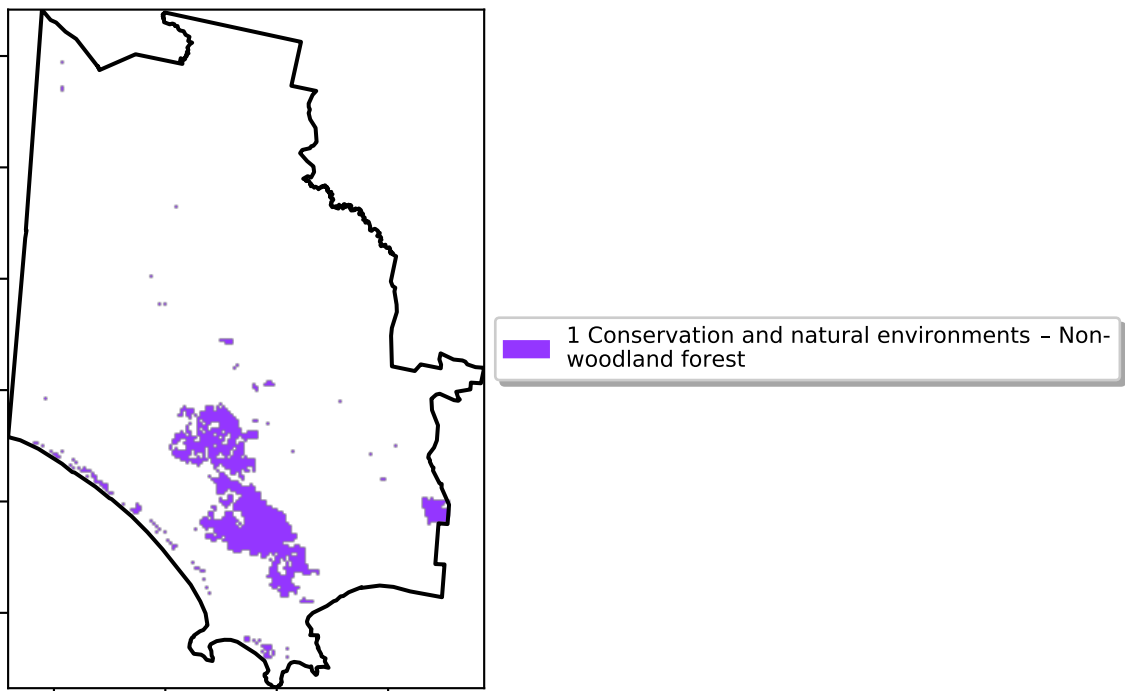 1 Conservation and natural environments – Non-
woodland forest